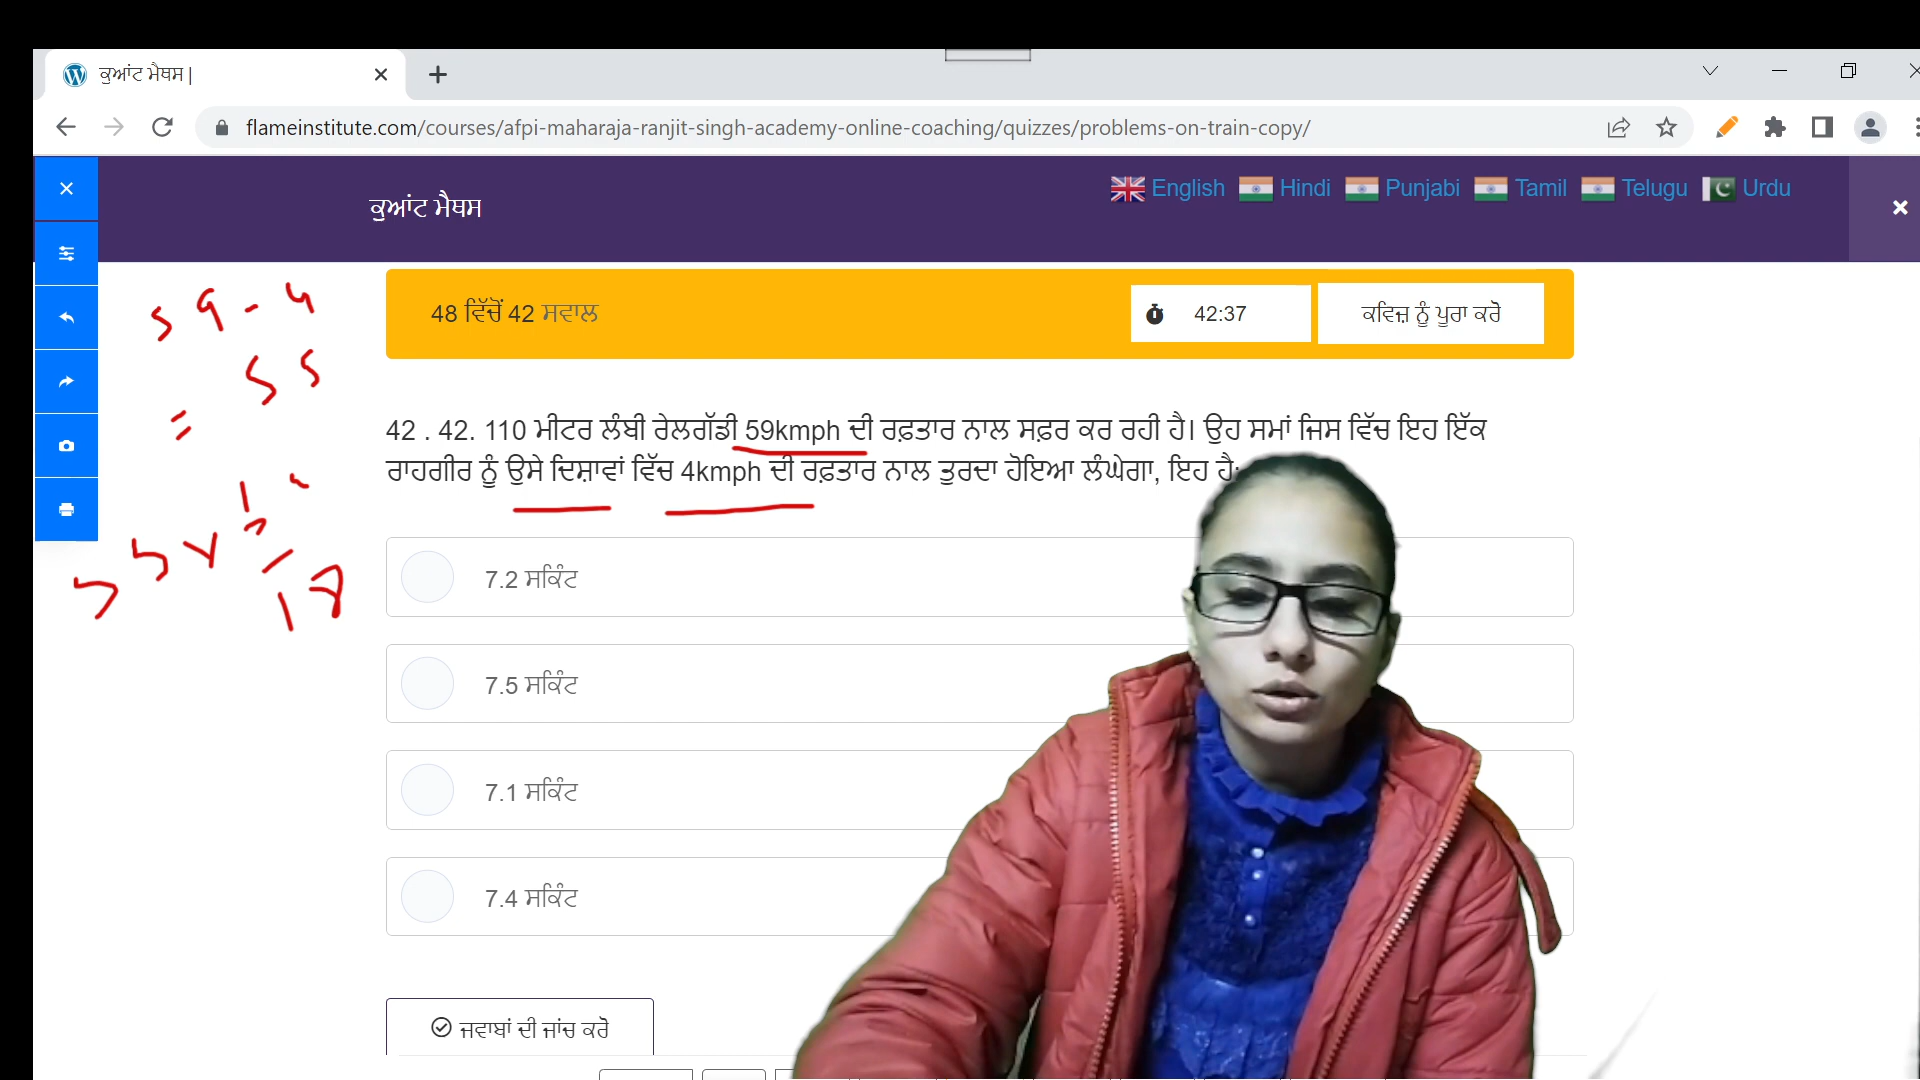 ਕੁਆਂਟ ਮੈਥਸ |
flameinstitute.com/courses/afpi-maharaja-ranjit-singh-academy-online-coaching/quizzes/problems-on-train-copy/
ਕੁਆਂਟ ਮੈਥਸ
English Hindi Punjabi Tamil Telugu Urdu
48 ਵਿੱਚੋਂ 42 ਸਵਾਲ
42:37
ਕਵਿਜ਼ ਨੂੰ ਪੂਰਾ ਕਰੋ
59-4
= 55
42 . 42. 110 ਮੀਟਰ ਲੰਬੀ ਰੇਲਗੱਡੀ 59kmph ਦੀ ਰਫ਼ਤਾਰ ਨਾਲ ਸਫ਼ਰ ਕਰ ਰਹੀ ਹੈ। ਉਹ ਸਮਾਂ ਜਿਸ ਵਿੱਚ ਇਹ ਇੱਕ
ਰਾਹਗੀਰ ਨੂੰ ਉਸੇ ਦਿਸ਼ਾਵਾਂ ਵਿੱਚ 4kmph ਦੀ ਰਫ਼ਤਾਰ ਨਾਲ ਤੁਰਦਾ ਹੋਇਆ ਲੰਘੇਗਾ, ਇਹ ਹੈ:
7.2 ਸਕਿੰਟ
7.5 ਸਕਿੰਟ
7.1 ਸਕਿੰਟ
7.4 ਸਕਿੰਟ
ਜਵਾਬਾਂ ਦੀ ਜਾਂਚ ਕਰੋ